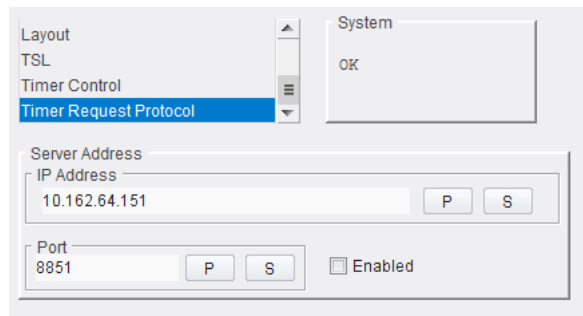 Layout
TSL
Timer Control
Timer Request Protocol
System
OK
Server Address
IP Address
10.162.64.151 P S
Port
8851 P S Enabled